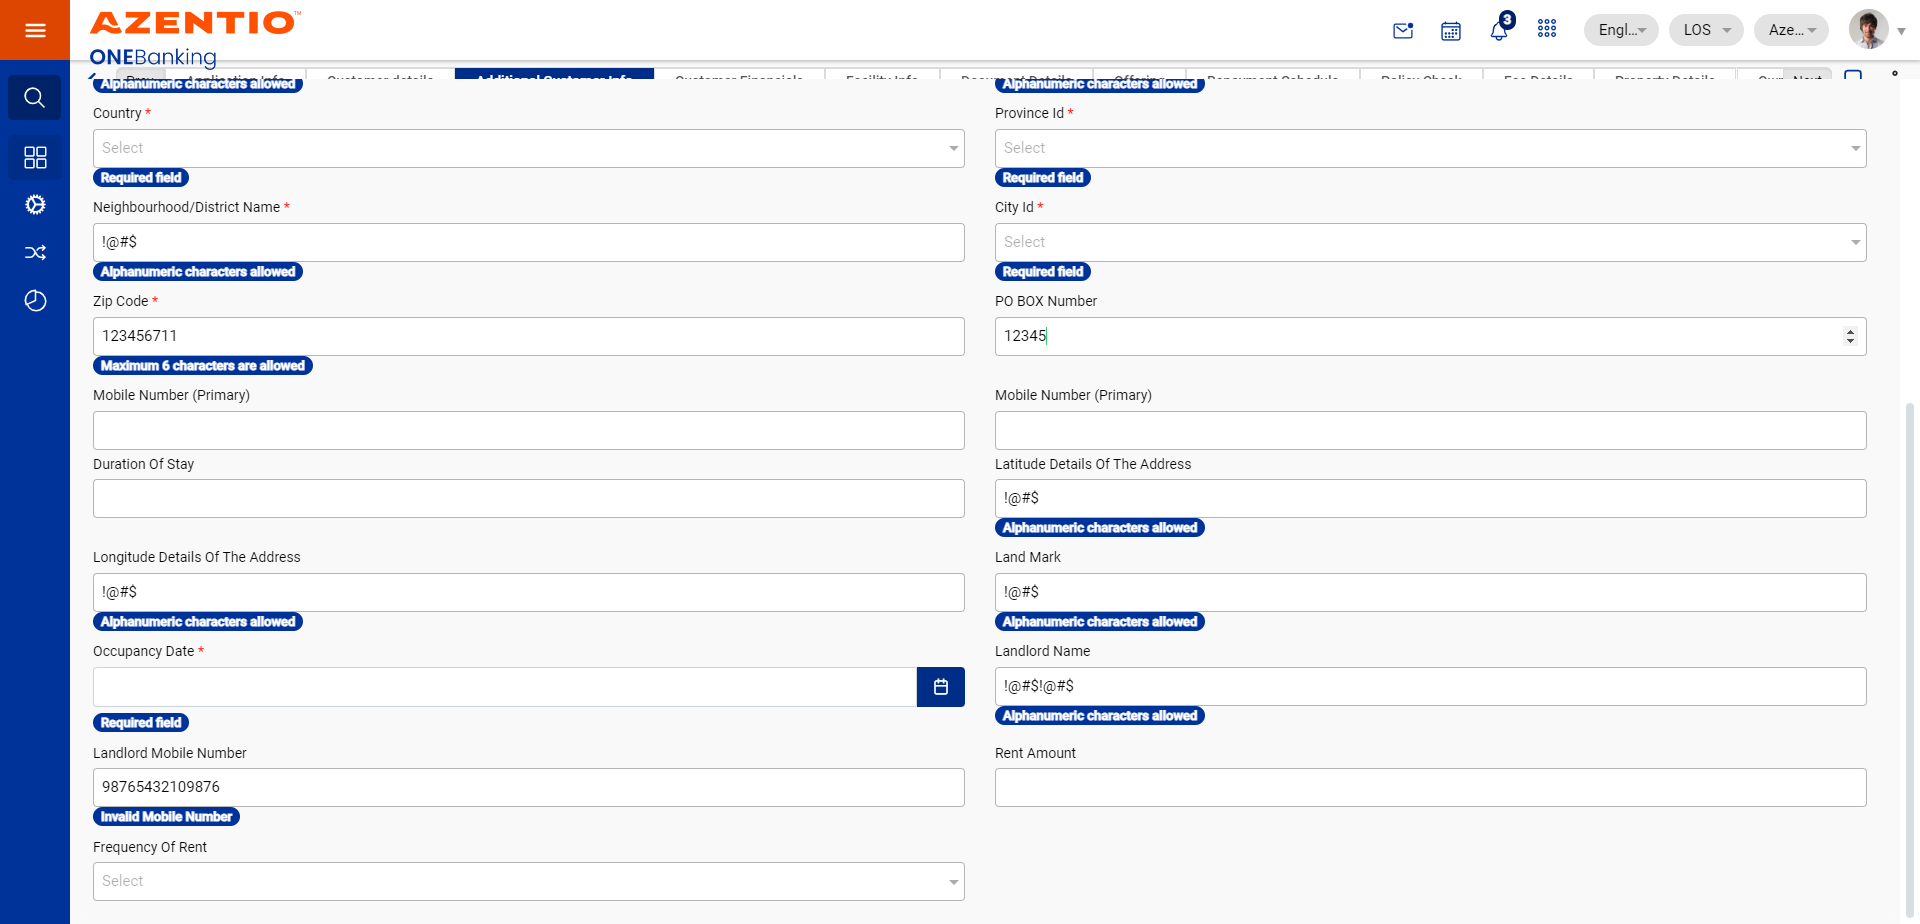 AZENTIO™
ONEBanking
3
Engl...
LOS
Aze...
Additional Customer Info
Alphanumeric characters allowed
Alphanumeric characters allowed
Country *
Province Id *
Select
Select
Required field
Required field
Neighbourhood/District Name *
City Id *
!@#$
Select
Alphanumeric characters allowed
Required field
Zip Code *
PO BOX Number
123456711
12345
Maximum 6 characters are allowed
Mobile Number (Primary)
Mobile Number (Primary)
Duration Of Stay
Latitude Details Of The Address
!@#$
Alphanumeric characters allowed
Longitude Details Of The Address
Land Mark
!@#$
!@#$
Alphanumeric characters allowed
Alphanumeric characters allowed
Occupancy Date *
Landlord Name
!@#$!@#$
Required field
Alphanumeric characters allowed
Landlord Mobile Number
Rent Amount
98765432109876
Invalid Mobile Number
Frequency Of Rent
Select